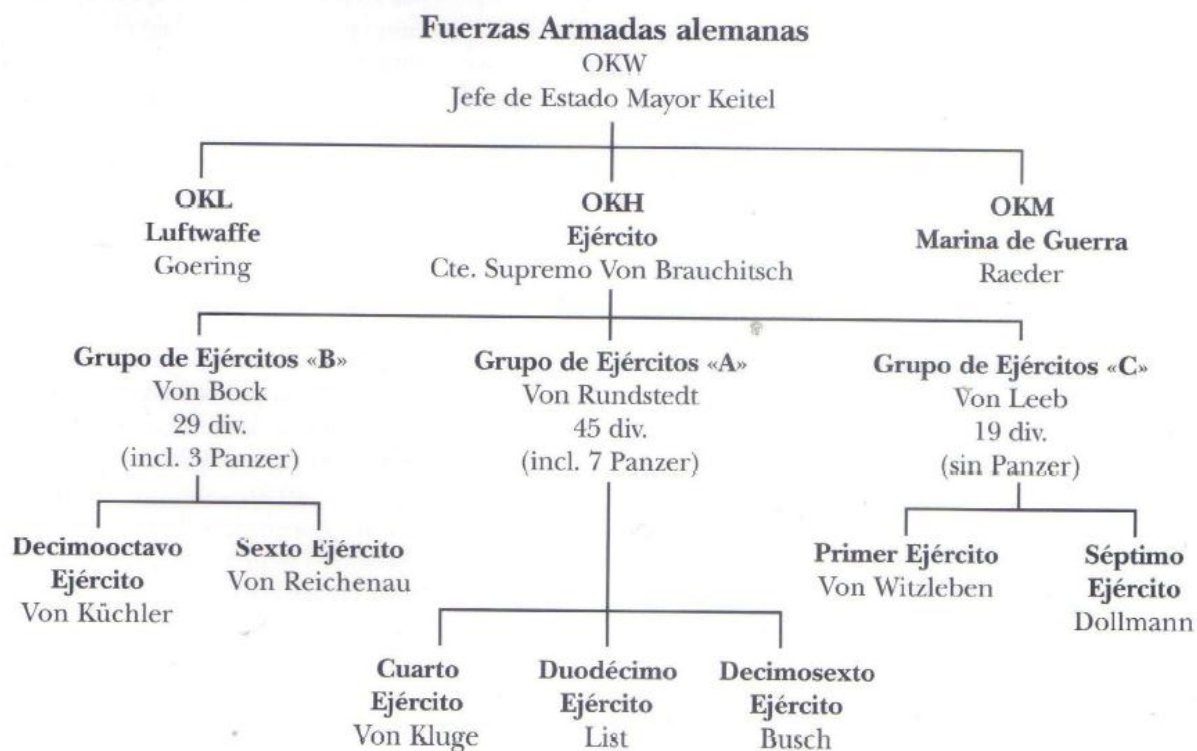 Fuerzas Armadas alemanas
OKW
Jefe de Estado Mayor Keitel
OKL
Luftwaffe
Goering
OKH
Ejército
Cte. Supremo Von Brauchitsch
OKM
Marina de Guerra
Raeder
Grupo de Ejércitos «B»
Von Bock
29 div.
(incl. 3 Panzer)
Grupo de Ejércitos «A»
Von Rundstedt
45 div.
(incl. 7 Panzer)
Grupo de Ejércitos «C»
Von Leeb
19 div.
(sin Panzer)
Decimooctavo
Ejército
Von Küchler
Sexto Ejército
Von Reichenau
Primer Ejército
Von Witzleben
Séptimo
Ejército
Dollmann
Cuarto
Ejército
Von Kluge
Duodécimo
Ejército
List
Decimosexto
Ejército
Busch